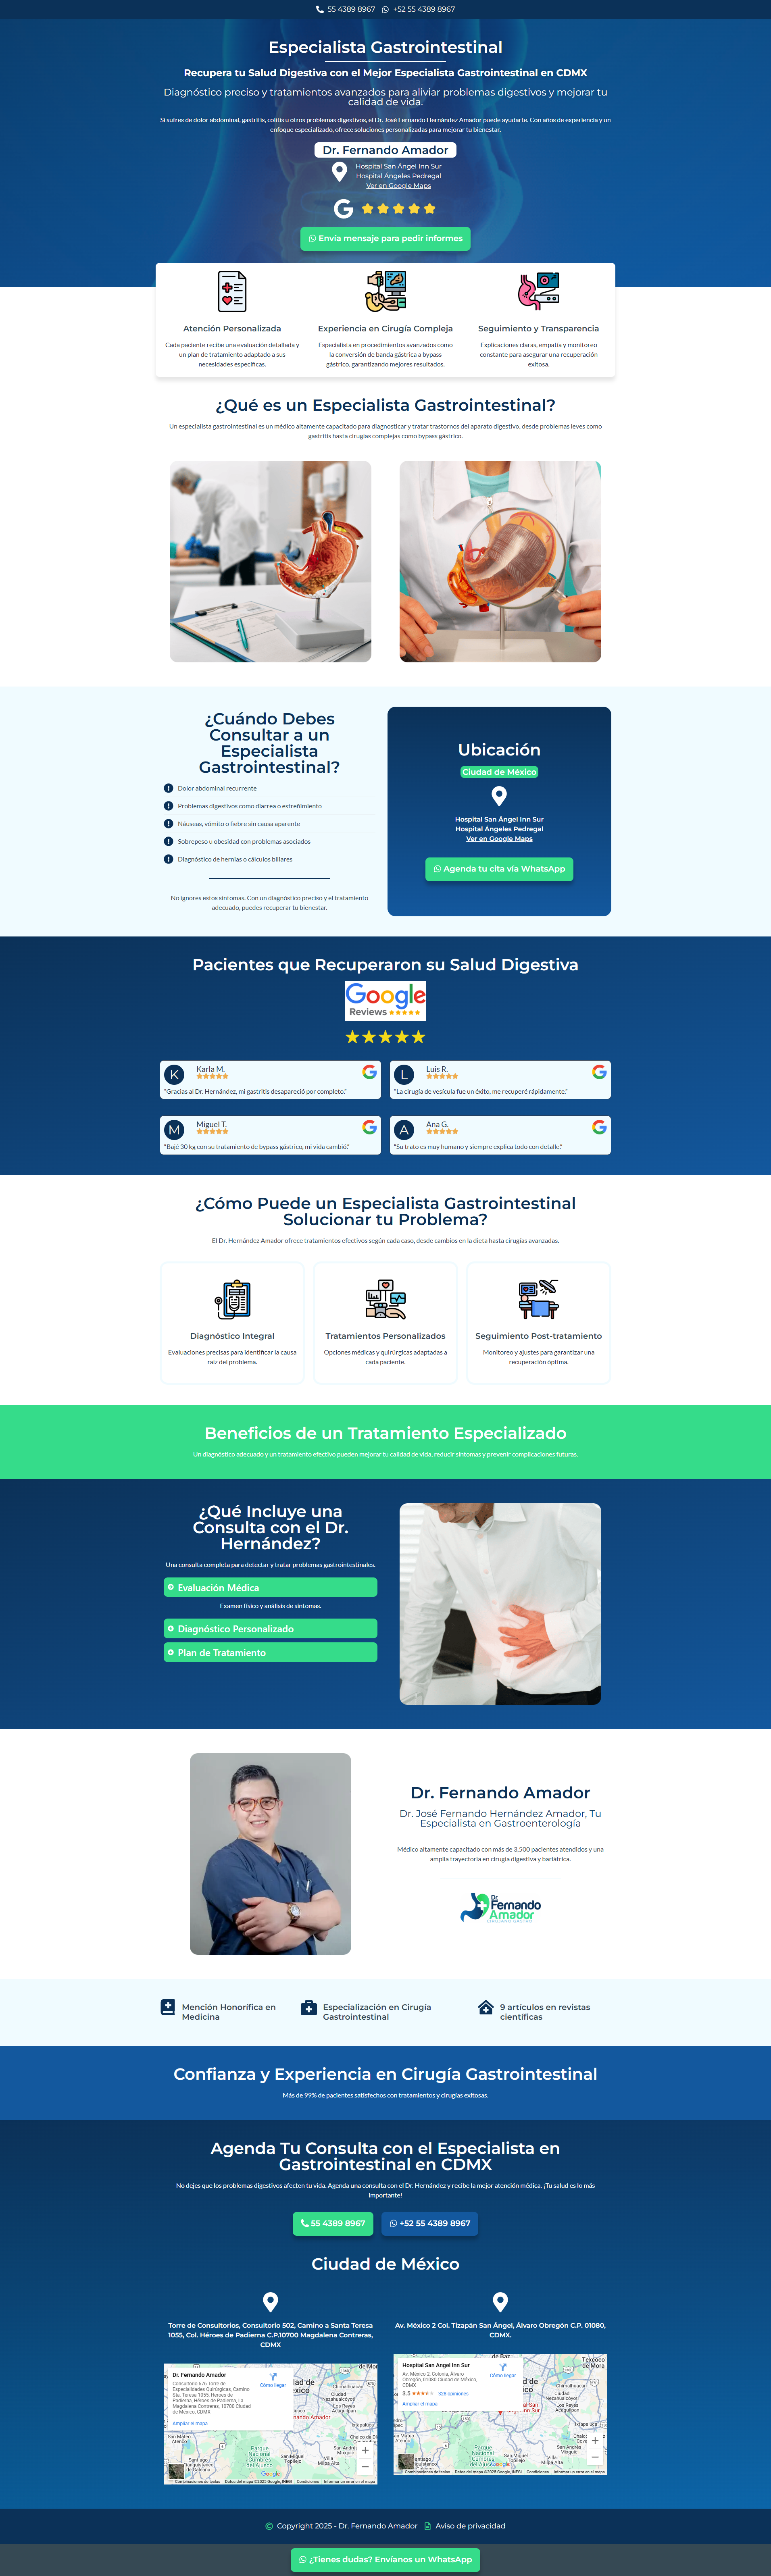 55 4389 8967 +52 55 4389 8967
Especialista Gastrointestinal
Recupera tu Salud Digestiva con el Mejor Especialista Gastrointestinal en CDMX
Diagnóstico preciso y tratamientos avanzados para aliviar problemas digestivos y mejorar tu
calidad de vida.
Si sufres de dolor abdominal, gastritis, colitis u otros problemas digestivos, el Dr. José Fernando Hernández Amador puede ayudarte. Con años de experiencia y un
enfoque especializado, ofrece soluciones personalizadas para mejorar tu bienestar.
Dr. Fernando Amador
Hospital San Ángel Inn Sur
Hospital Ángeles Pedregal
Ver en Google Maps
Envía mensaje para pedir informes
Atención Personalizada
Cada paciente recibe una evaluación detallada y
un plan de tratamiento adaptado a sus
necesidades específicas.
Experiencia en Cirugía Compleja
Especialista en procedimientos avanzados como
la conversión de banda gástrica a bypass
gástrico, garantizando mejores resultados.
Seguimiento y Transparencia
Explicaciones claras, empatía y monitoreo
constante para asegurar una recuperación
exitosa.
¿Qué es un Especialista Gastrointestinal?
Un especialista gastrointestinal es un médico altamente capacitado para diagnosticar y tratar trastornos del aparato digestivo, desde problemas leves como
gastritis hasta cirugías complejas como bypass gástrico.
¿Cuándo Debes
Consultar a un
Especialista
Gastrointestinal?
Dolor abdominal recurrente
Problemas digestivos como diarrea o estreñimiento
Náuseas, vómito o fiebre sin causa aparente
Sobrepeso u obesidad con problemas asociados
Diagnóstico de hernias o cálculos biliares
No ignores estos síntomas. Con un diagnóstico preciso y el tratamiento
adecuado, puedes recuperar tu bienestar.
Ubicación
Ciudad de México
Hospital San Ángel Inn Sur
Hospital Ángeles Pedregal
Ver en Google Maps
Agenda tu cita vía WhatsApp
Pacientes que Recuperaron su Salud Digestiva
Google
Reviews
K
Karla M.
"Gracias al Dr. Hernández, mi gastritis desapareció por completo."
L
Luis R.
"La cirugía de vesícula fue un éxito, me recuperé rápidamente."
M
Miguel T.
"Bajé 30 kg con su tratamiento de bypass gástrico, mi vida cambió."
A
Ana G.
"Su trato es muy humano y siempre explica todo con detalle."
¿Cómo Puede un Especialista Gastrointestinal
Solucionar tu Problema?
El Dr. Hernández Amador ofrece tratamientos efectivos según cada caso, desde cambios en la dieta hasta cirugías avanzadas.
Diagnóstico Integral
Evaluaciones precisas para identificar la causa
raíz del problema.
Tratamientos Personalizados
Opciones médicas y quirúrgicas adaptadas a
cada paciente.
Seguimiento Post-tratamiento
Monitoreo y ajustes para garantizar una
recuperación óptima.
Beneficios de un Tratamiento Especializado
Un diagnóstico adecuado y un tratamiento efectivo pueden mejorar tu calidad de vida, reducir síntomas y prevenir complicaciones futuras.
¿Qué Incluye una
Consulta con el Dr.
Hernández?
Una consulta completa para detectar y tratar problemas gastrointestinales.
Evaluación Médica
Examen físico y análisis de síntomas.
Diagnóstico Personalizado
Plan de Tratamiento
Dr. Fernando Amador
Dr. José Fernando Hernández Amador, Tu
Especialista en Gastroenterología
Médico altamente capacitado con más de 3,500 pacientes atendidos y una
amplia trayectoria en cirugía digestiva y bariátrica.
Dr.
Fernando
Amador
Mención Honorífica en
Medicina
Especialización en Cirugía
Gastrointestinal
9 artículos en revistas
científicas
Confianza y Experiencia en Cirugía Gastrointestinal
Más de 99% de pacientes satisfechos con tratamientos y cirugías exitosas.
Agenda Tu Consulta con el Especialista en
Gastrointestinal en CDMX
No dejes que los problemas digestivos afecten tu vida. Agenda una consulta con el Dr. Hernández y recibe la mejor atención médica. ¡Tu salud es lo más
importante!
55 4389 8967
+52 55 4389 8967
Ciudad de México
Torre de Consultorios, Consultorio 502, Camino a Santa Teresa
1055, Col. Héroes de Padierna C.P.10700 Magdalena Contreras,
CDMX
Dr. Fernando Amador
Consultorio 676 Torre de
Especialidades Quirúrgicas, Camino
Sta. Teresa 1055, Heroes de
Padierna, Héroes de Padierna, La
Magdalena Contreras, 10700 Ciudad
de México, CDMX
Cómo llegar
Ampliar el mapa
Av. México 2 Col. Tizapán San Ángel, Álvaro Obregón C.P. 01080,
CDMX.
Hospital San Angel Inn Sur
Av. México 2, Colonia, Álvaro
Obregón, 01080 Ciudad de México,
CDMX
Cómo llegar
3.5 328 opiniones
Ampliar el mapa
Copyright 2025 - Dr. Fernando Amador Aviso de privacidad
¿Tienes dudas? Envíanos un WhatsApp